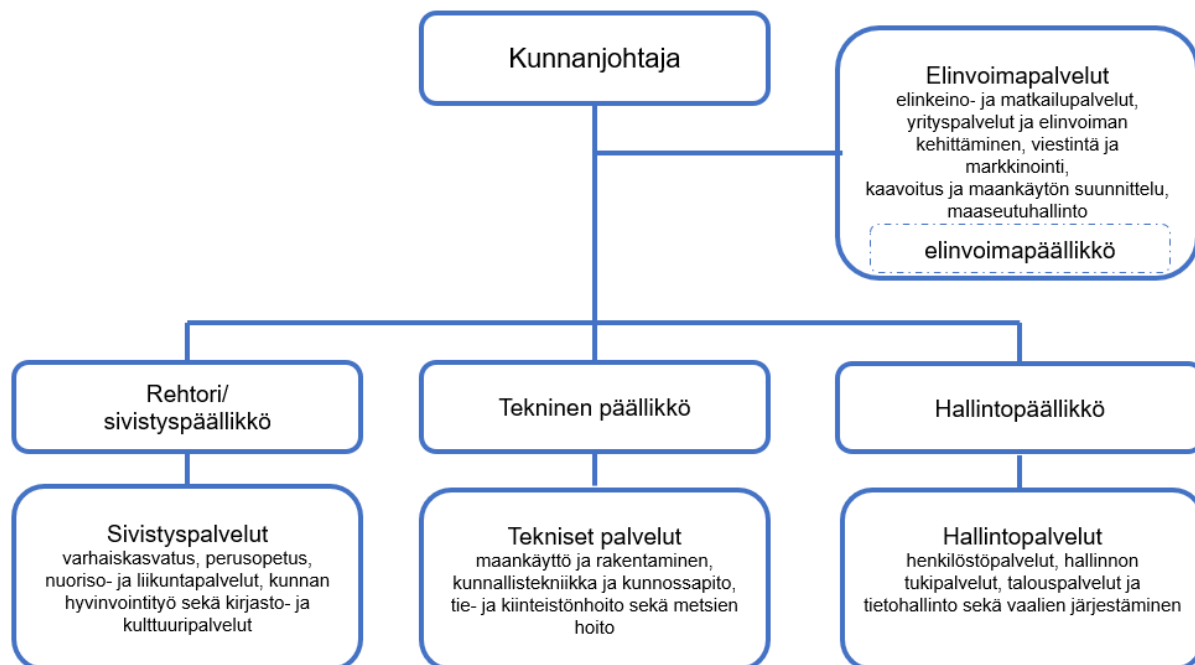 Kunnanjohtaja
Elinvoimapalvelut
elinkeino- ja matkailupalvelut,
yrityspalvelut ja elinvoiman
kehittäminen, viestintä ja
markkinointi,
kaavoitus ja maankäytön suunnittelu,
maaseutuhallinto
elinvoimapäällikkö
Rehtori/
sivistyspäällikkö
Tekninen päällikkö
Hallintopäällikkö
Sivistyspalvelut
varhaiskasvatus, perusopetus,
nuoriso- ja liikuntapalvelut, kunnan
hyvinvointityö sekä kirjasto- ja
kulttuuripalvelut
Tekniset palvelut
maankäyttö ja rakentaminen,
kunnallistekniikka ja kunnossapito,
tie- ja kiinteistönhoito sekä metsien
hoito
Hallintopalvelut
henkilöstöpalvelut, hallinnon
tukipalvelut, talouspalvelut ja
tietohallinto sekä vaalien järjestäminen